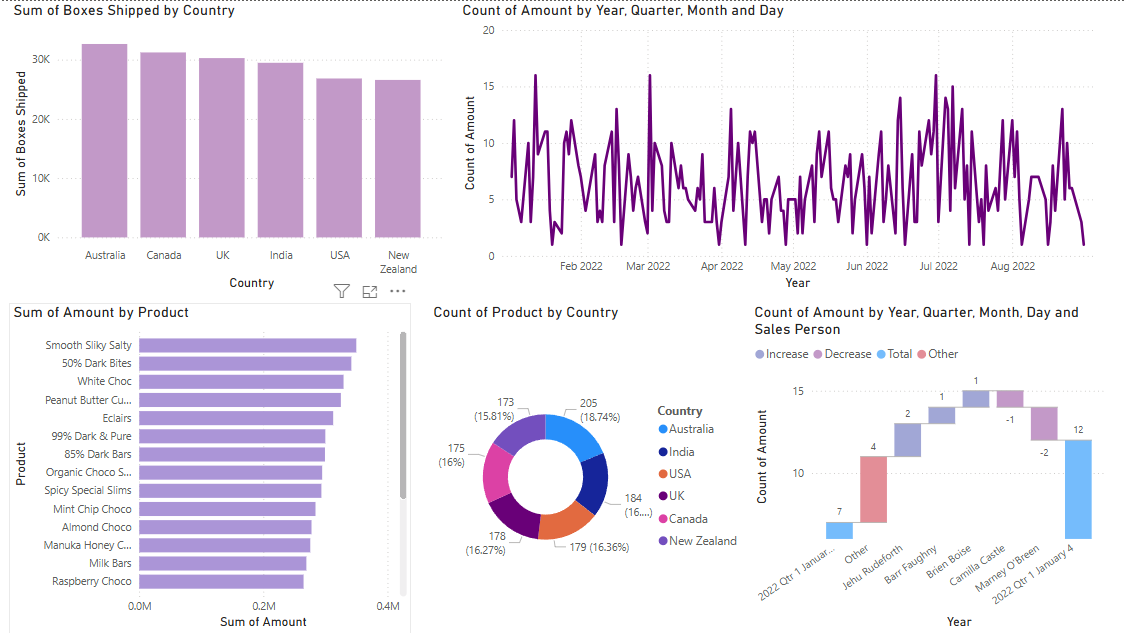 Sum of Boxes Shipped by Country
Sum of Boxes Shipped
30K
20K
10K
0K
Australia
Canada
UK
India
USA
New
Zealand
Country
Count of Amount by Year, Quarter, Month and Day
Count of Amount
20
15
10
5
0
Feb 2022
Mar 2022
Apr 2022
May 2022
Jun 2022
Jul 2022
Aug 2022
Year
Sum of Amount by Product
Product
Smooth Sliky Salty
50% Dark Bites
White Choc
Peanut Butter Cu...
Eclairs
99% Dark & Pure
85% Dark Bars
Organic Choco S...
Spicy Special Slims
Mint Chip Choco
Almond Choco
Manuka Honey C...
Milk Bars
Raspberry Choco
0.0M
0.2M
0.4M
Sum of Amount
Count of Product by Country
205
(18.74%)
184
(16....)
179 (16.36%)
178
(16.27%)
175
(16%)
173
(15.81%)
Country
Australia
India
USA
UK
Canada
New Zealand
Count of Amount by Year, Quarter, Month, Day and
Sales Person
Increase
Decrease
Total
Other
Count of Amount
15
10
7
4
2
1
1
-1
-2
12
2022 Qtr 1 Januar...
Other
Jehu Rudeforth
Barr Faughny
Brien Boise
Camilla Castle
Marney O'Breen
2022 Qtr 1 January 4
Year